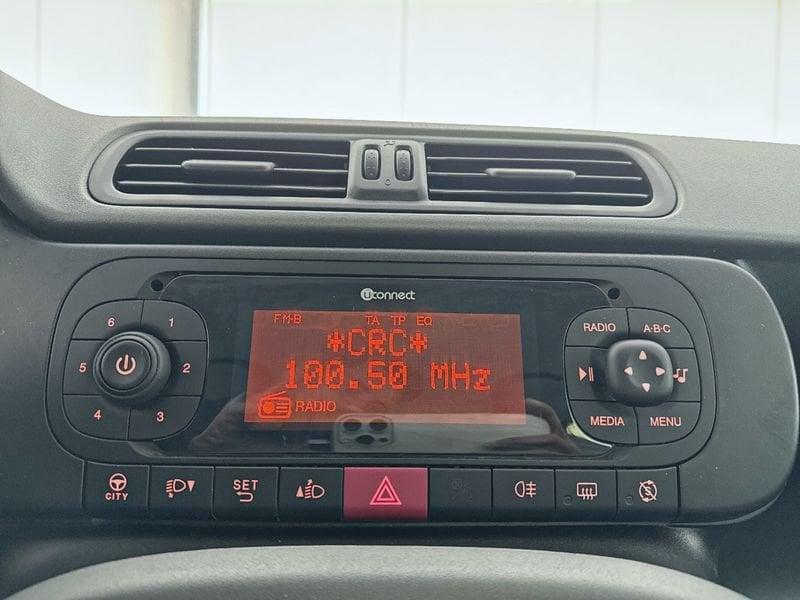 uconnect
FM-B TA TP EQ
*CRC*
100.50 MHz
RADIO
6 1
5 2
4 3
RADIO A·B·C
MEDIA MENU
CITY
SET